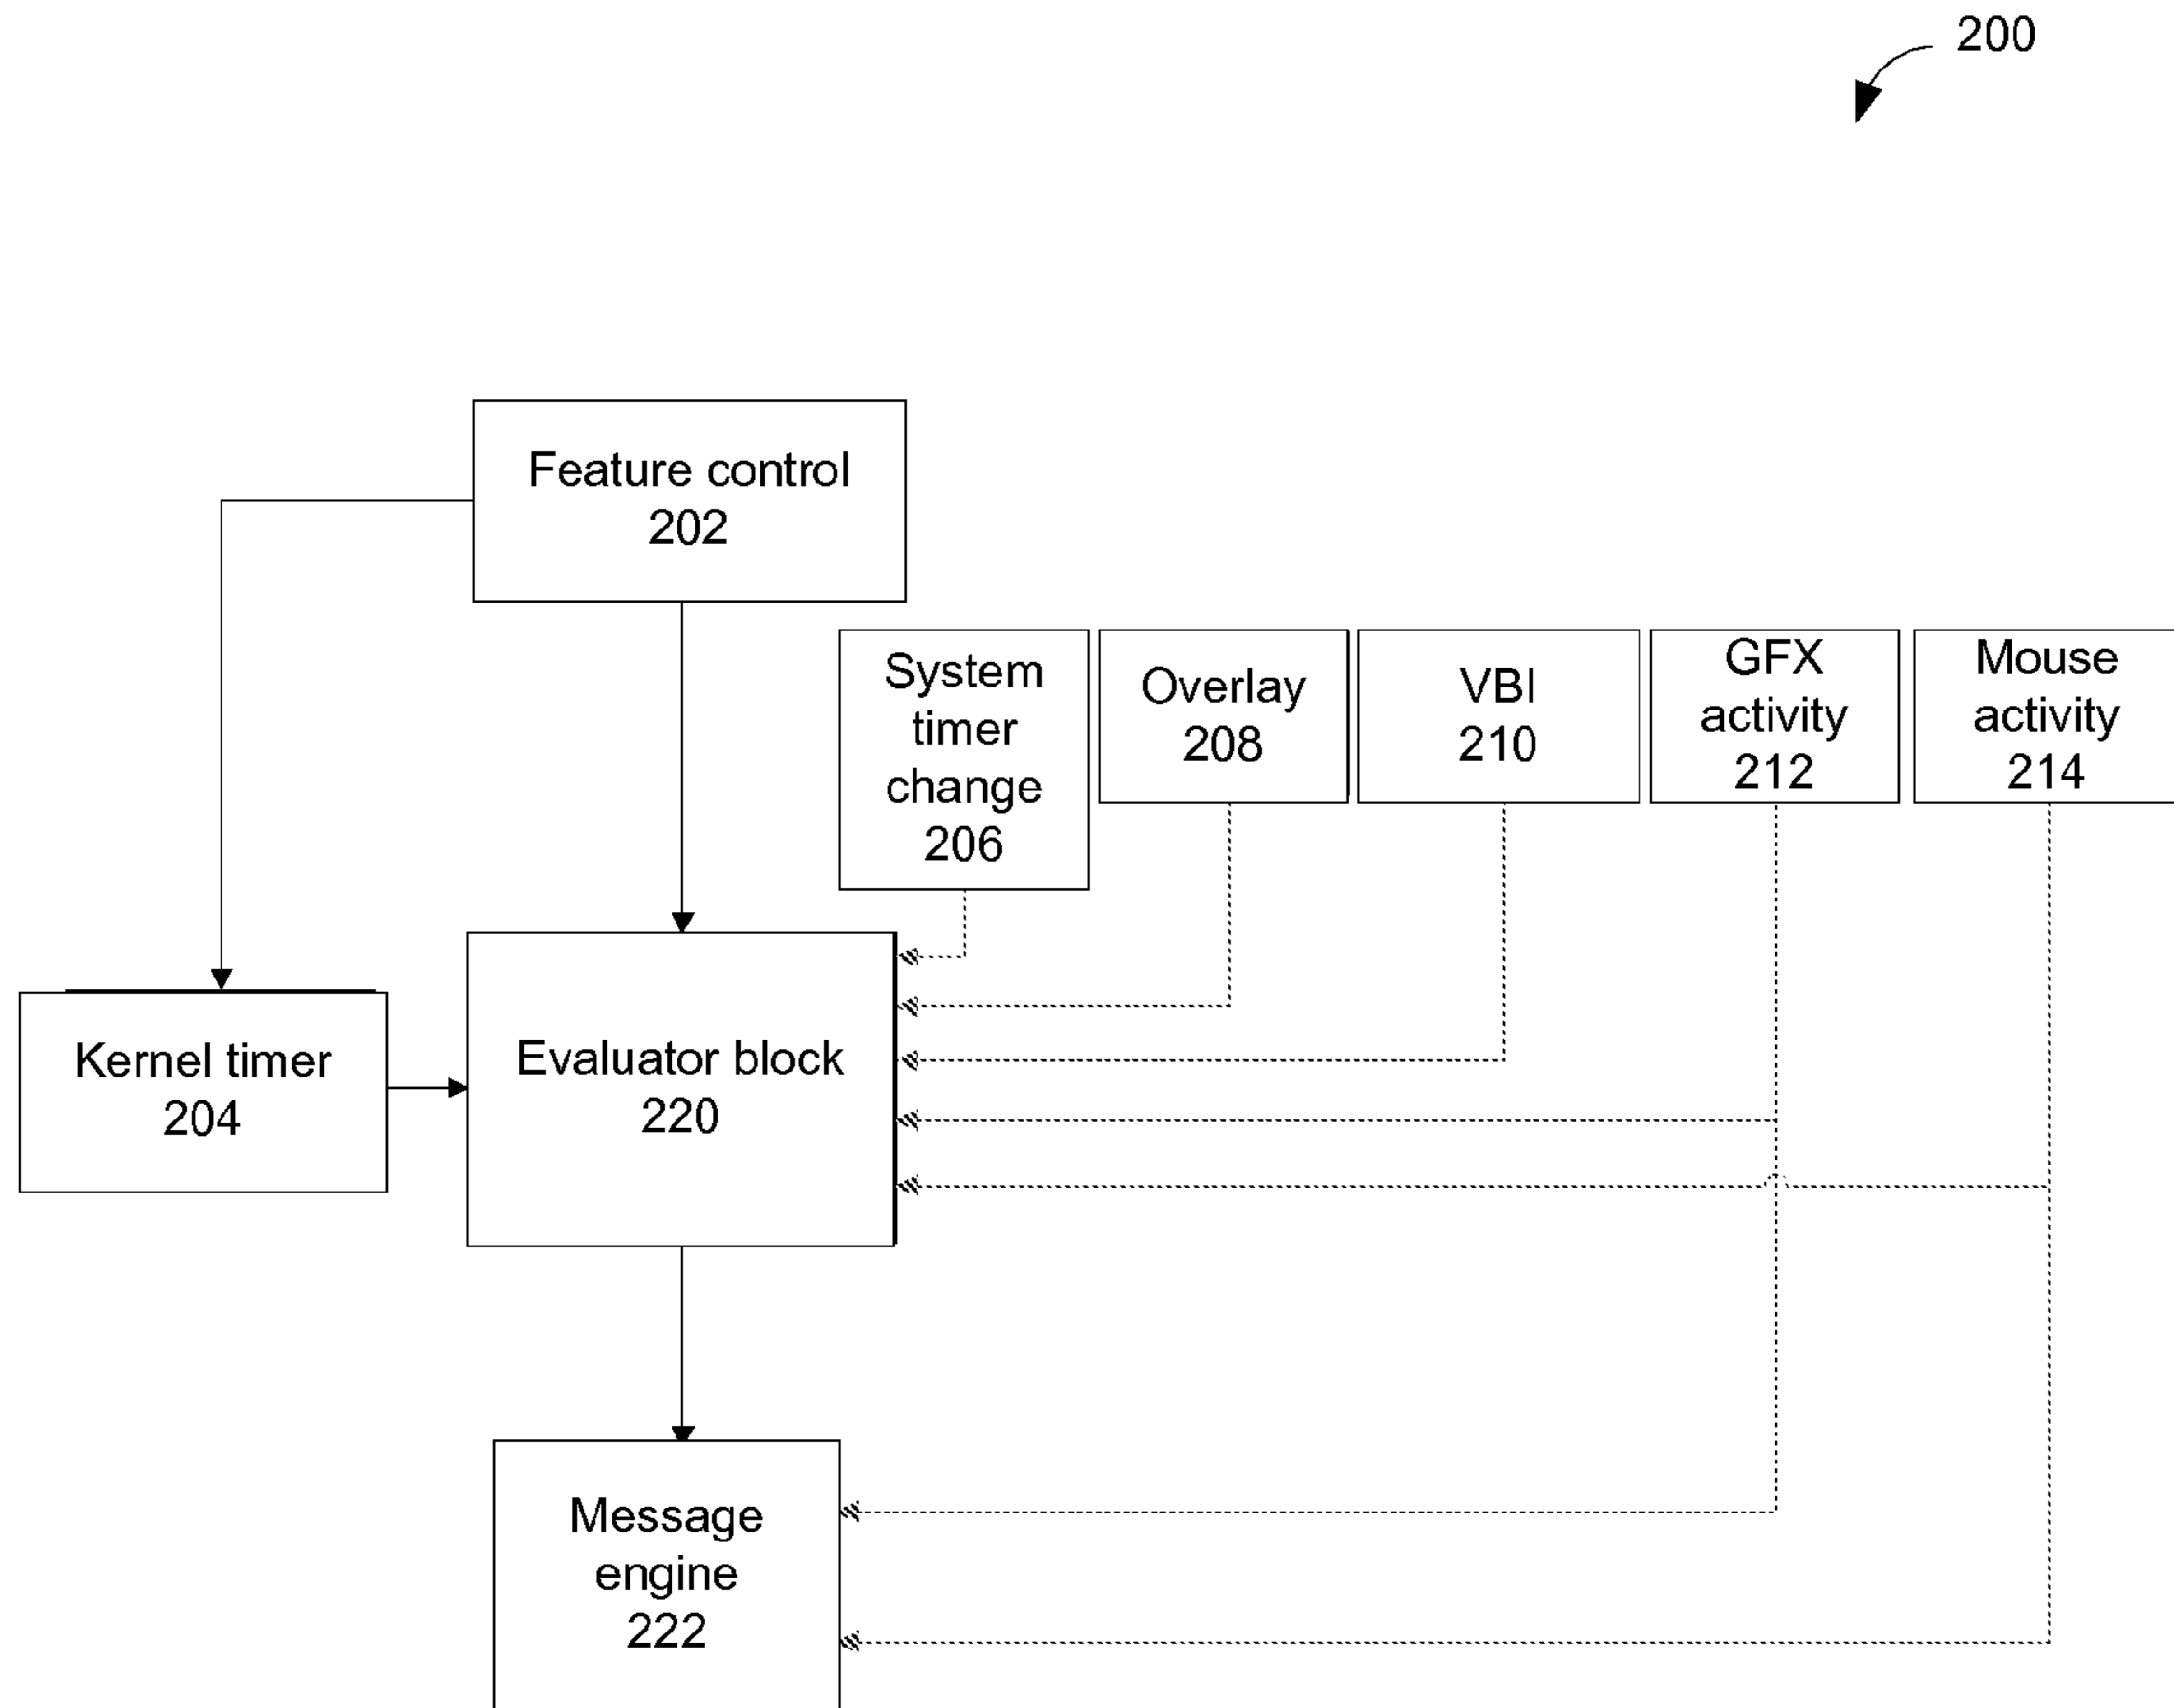 200
Feature control
202
System
timer
change
206
Overlay
208
VBI
210
GFX
activity
212
Mouse
activity
214
Kernel timer
204
Evaluator block
220
Message
engine
222